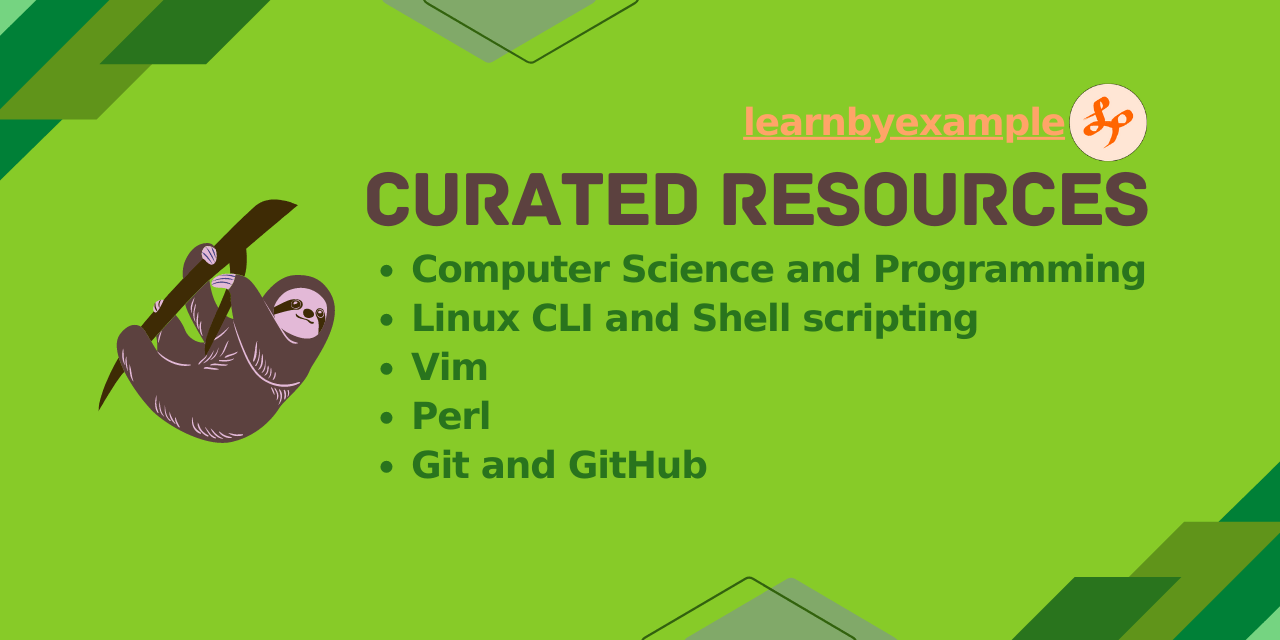 learnbyexample
CURATED RESOURCES
• Computer Science and Programming
• Linux CLI and Shell scripting
• Vim
• Perl
• Git and GitHub